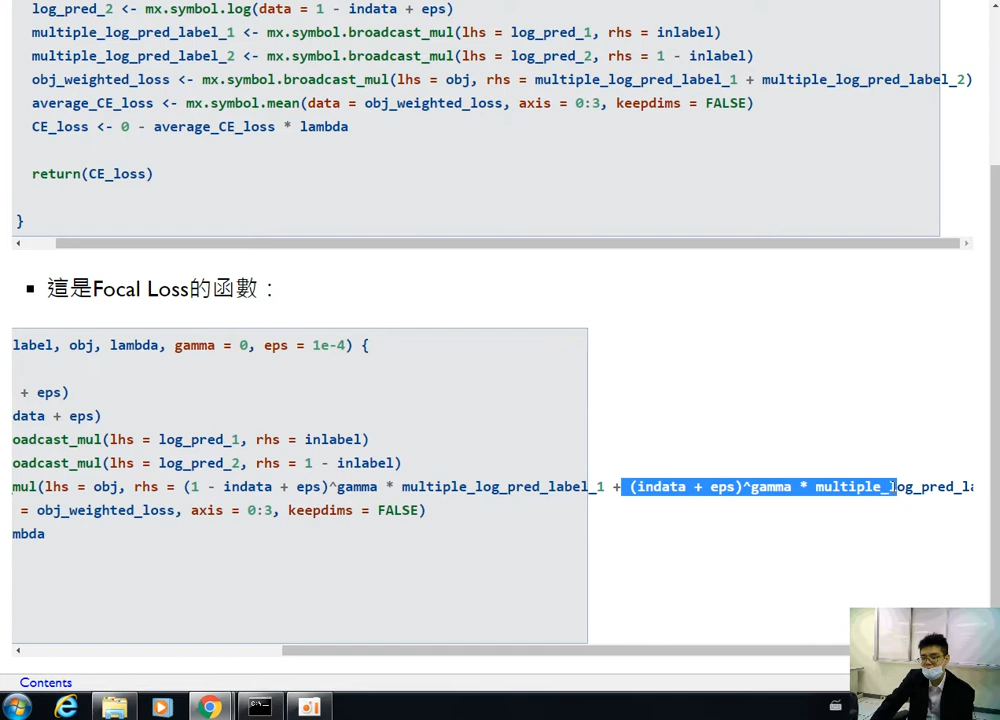 log_pred_2 <- mx.symbol.log(data = 1 - indata + eps)
multiple_log_pred_label_1 <- mx.symbol.broadcast_mul(lhs = log_pred_1, rhs = inlabel)
multiple_log_pred_label_2 <- mx.symbol.broadcast_mul(lhs = log_pred_2, rhs = 1 - inlabel)
obj_weighted_loss <- mx.symbol.broadcast_mul(lhs = obj, rhs = multiple_log_pred_label_1 + multiple_log_pred_label_2)
average_CE_loss <- mx.symbol.mean(data = obj_weighted_loss, axis = 0:3, keepdims = FALSE)
CE_loss <- 0 - average_CE_loss * lambda
return(CE_loss)
}
▪ 這是Focal Loss的函數：
label, obj, lambda, gamma = 0, eps = 1e-4) {
+ eps)
data + eps)
oadcast_mul(lhs = log_pred_1, rhs = inlabel)
oadcast_mul(lhs = log_pred_2, rhs = 1 - inlabel)
mul(lhs = obj, rhs = (1 - indata + eps)^gamma * multiple_log_pred_label_1 + (indata + eps)^gamma * multiple_log_pred_la
= obj_weighted_loss, axis = 0:3, keepdims = FALSE)
mbda
Contents